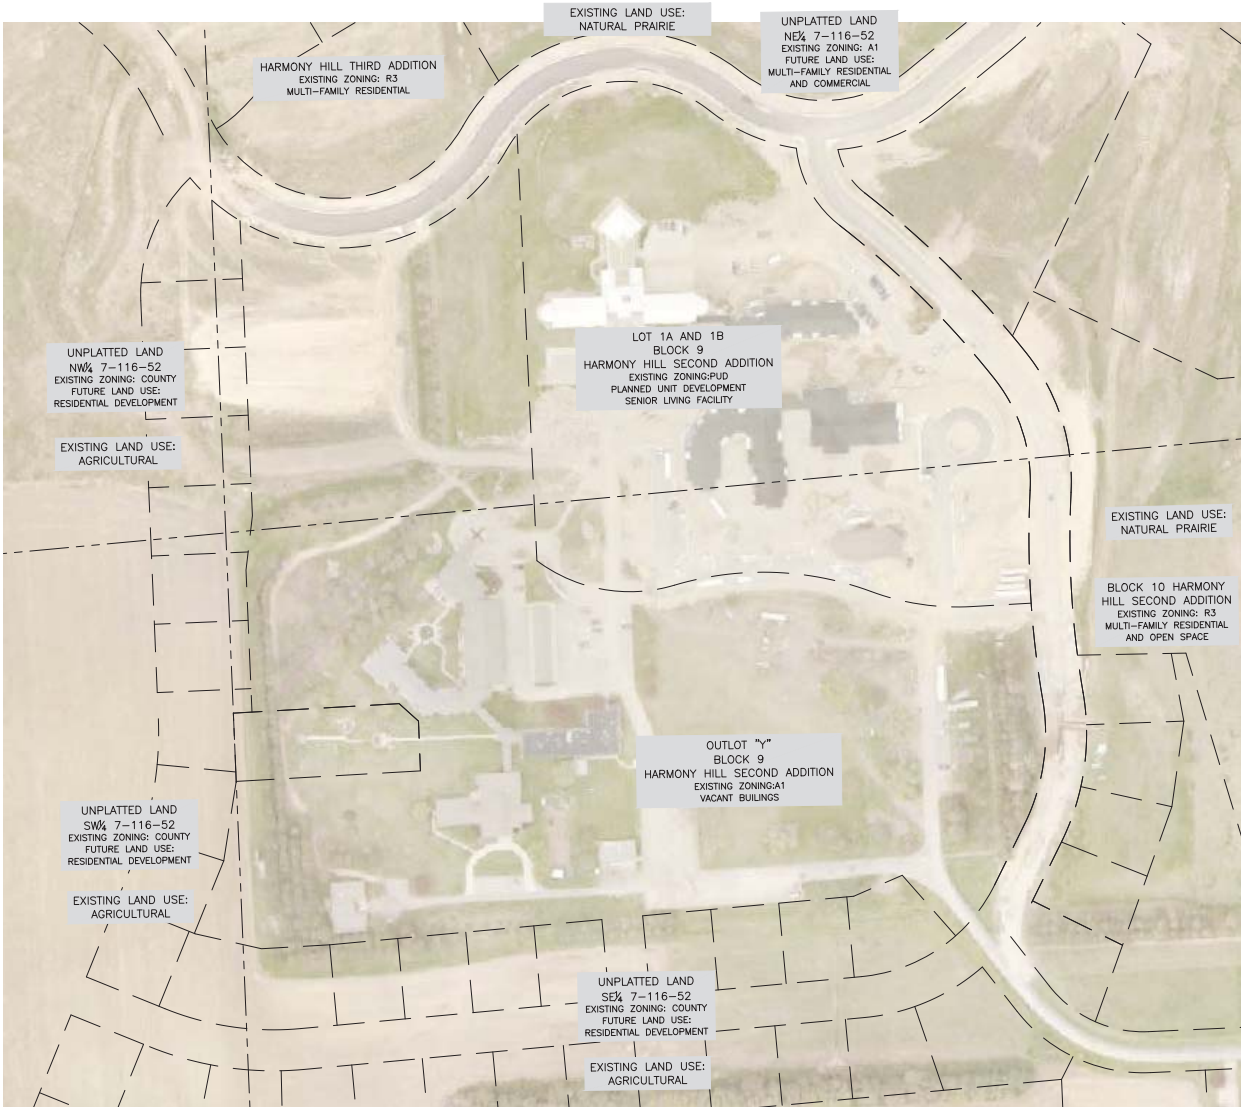 EXISTING LAND USE:
NATURAL PRAIRIE
UNPLATTED LAND
NE¼ 7-116-52
EXISTING ZONING: A1
FUTURE LAND USE:
MULTI-FAMILY RESIDENTIAL
AND COMMERCIAL
HARMONY HILL THIRD ADDITION
EXISTING ZONING: R3
MULTI-FAMILY RESIDENTIAL
LOT 1A AND 1B
BLOCK 9
HARMONY HILL SECOND ADDITION
EXISTING ZONING:PUD
PLANNED UNIT DEVELOPMENT
SENIOR LIVING FACILITY
UNPLATTED LAND
NW¼ 7-116-52
EXISTING ZONING: COUNTY
FUTURE LAND USE:
RESIDENTIAL DEVELOPMENT
EXISTING LAND USE:
AGRICULTURAL
EXISTING LAND USE:
NATURAL PRAIRIE
BLOCK 10 HARMONY
HILL SECOND ADDITION
EXISTING ZONING: R3
MULTI-FAMILY RESIDENTIAL
AND OPEN SPACE
OUTLOT "Y"
BLOCK 9
HARMONY HILL SECOND ADDITION
EXISTING ZONING:A1
VACANT BUILINGS
UNPLATTED LAND
SW¼ 7-116-52
EXISTING ZONING: COUNTY
FUTURE LAND USE:
RESIDENTIAL DEVELOPMENT
EXISTING LAND USE:
AGRICULTURAL
UNPLATTED LAND
SE¼ 7-116-52
EXISTING ZONING: COUNTY
FUTURE LAND USE:
RESIDENTIAL DEVELOPMENT
EXISTING LAND USE:
AGRICULTURAL